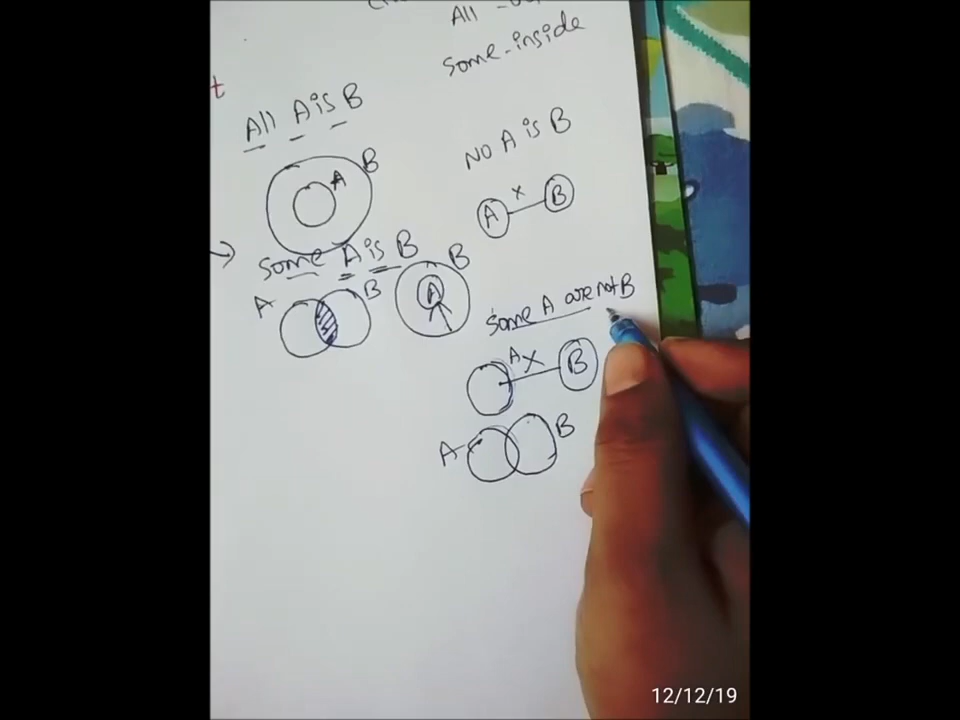 All
some-inside
t
All A is B
B
A
NO A is B
A x B
some A is B
A B
B
A
some A are not B
A X B
A B
12/12/19